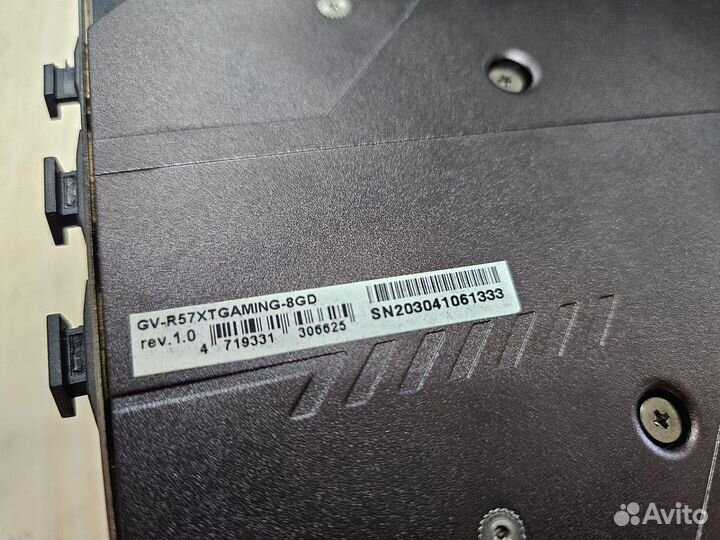 GV-R57XTGAMING-8GD
rev.1.0
4 719331 306625
SN203041061333
Avito